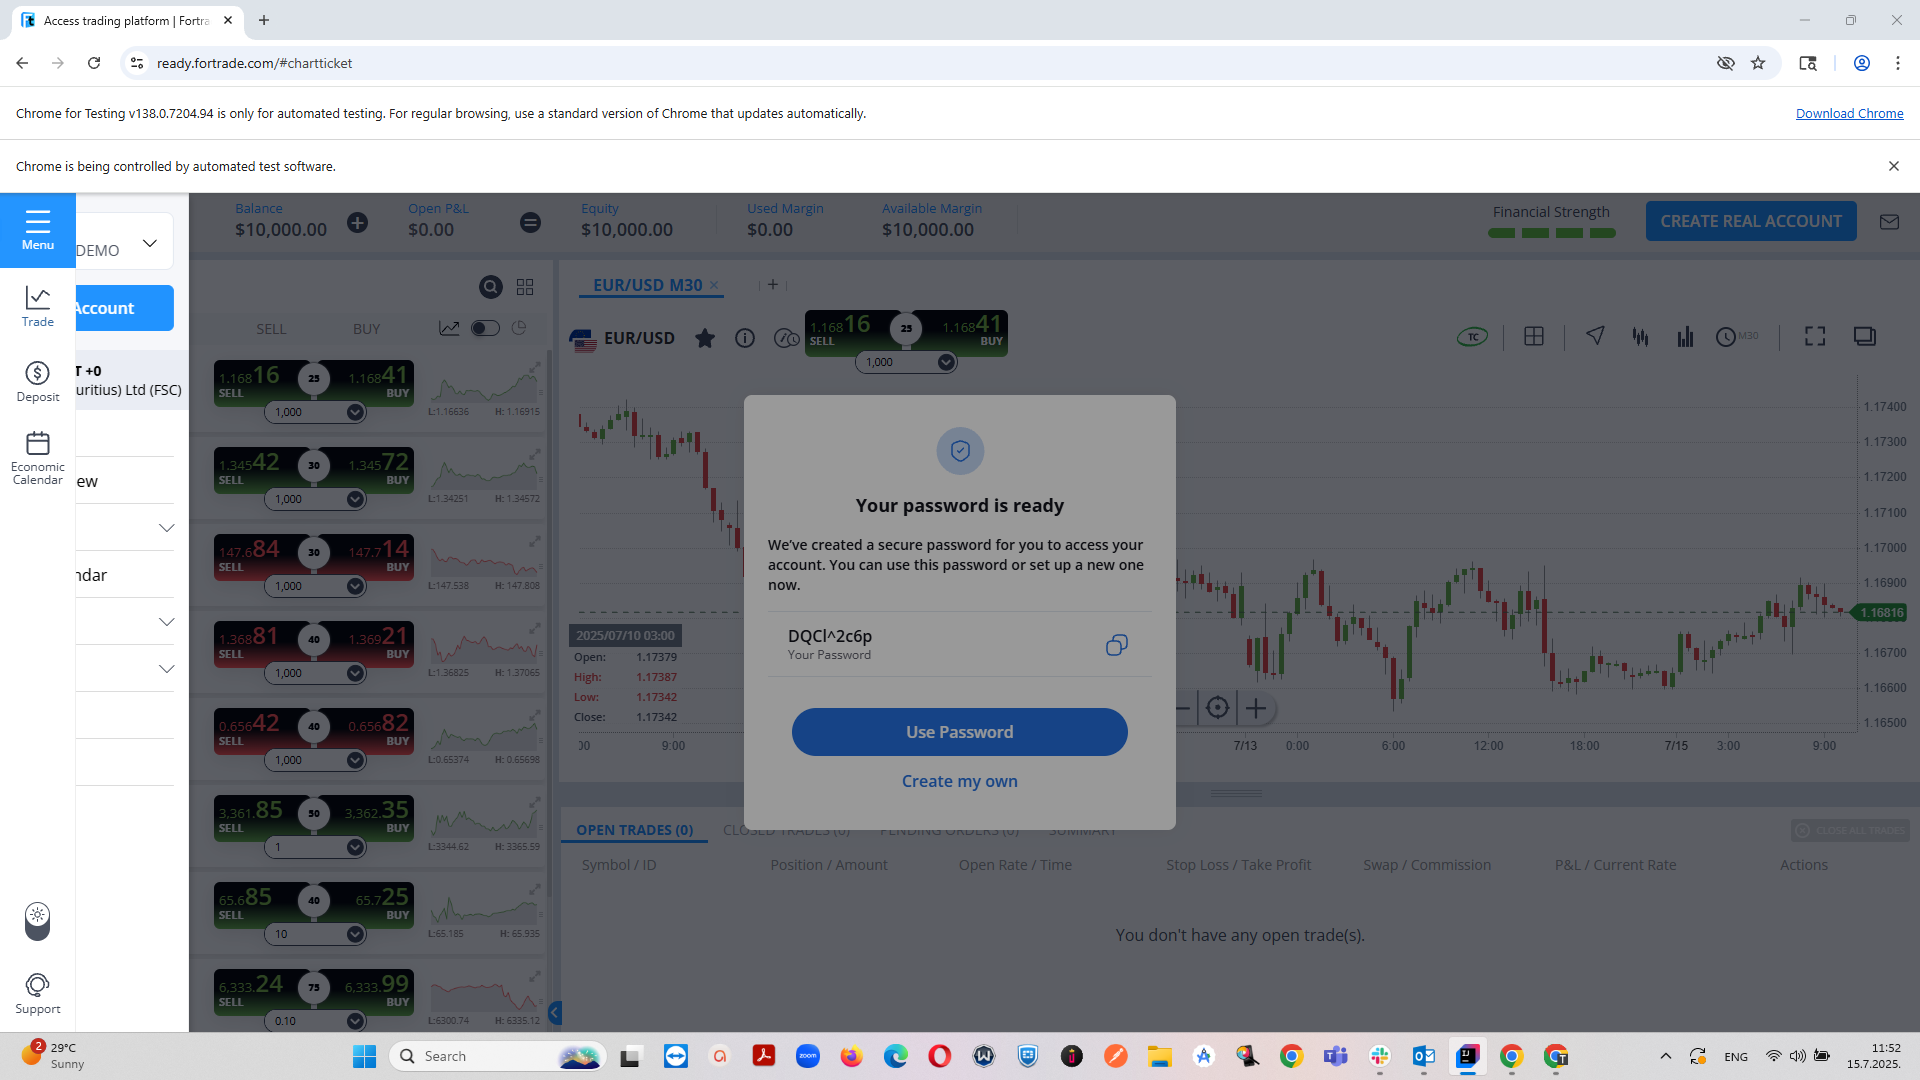 Access trading platform | Fortra
ready.fortrade.com/#chartticket
Chrome for Testing v138.0.7204.94 is only for automated testing. For regular browsing, use a standard version of Chrome that updates automatically.
Download Chrome
Chrome is being controlled by automated test software.
Menu
Trade
Deposit
Economic
Calendar
Support
DEMO
Account
T +0
uritius) Ltd (FSC)
ew
ndar
Balance
$10,000.00
Open P&L
$0.00
Equity
$10,000.00
Used Margin
$0.00
Available Margin
$10,000.00
Financial Strength
CREATE REAL ACCOUNT
SELL BUY
1.16816 25 1.16841
SELL BUY
1,000
L:1.16636 H: 1.16915
1.34542 30 1.34572
SELL BUY
1,000
L:1.34251 H: 1.34572
147.684 30 147.714
SELL BUY
1,000
L:147.538 H: 147.808
1.36881 40 1.36921
SELL BUY
1,000
L:1.36825 H: 1.37065
0.65642 40 0.65682
SELL BUY
1,000
L:0.65374 H: 0.65698
3,361.85 50 3,362.35
SELL BUY
1
L:3344.62 H: 3365.59
65.685 40 65.725
SELL BUY
10
L:65.185 H: 65.935
6,333.24 75 6,333.99
SELL BUY
0.10
L:6300.74 H: 6335.12
EUR/USD M30
EUR/USD
1.16816 25 1.16841
SELL BUY
1,000
TC
M30
1.17400
1.17300
1.17200
1.17100
1.17000
1.16900
1.16816
1.16700
1.16600
1.16500
2025/07/10 03:00
Open: 1.17379
High: 1.17387
Low: 1.17342
Close: 1.17342
00 9:00 7/13 0:00 6:00 12:00 18:00 7/15 3:00 9:00
Your password is ready
We've created a secure password for you to access your
account. You can use this password or set up a new one
now.
DQCl^2c6p
Your Password
Use Password
Create my own
OPEN TRADES (0) CLOSED TRADES (0) PENDING ORDERS (0) SUMMARY
CLOSE ALL TRADES
Symbol / ID Position / Amount Open Rate / Time Stop Loss / Take Profit Swap / Commission P&L / Current Rate Actions
You don't have any open trade(s).
2
29°C
Sunny
Search
zoom
ENG
11:52
15.7.2025.